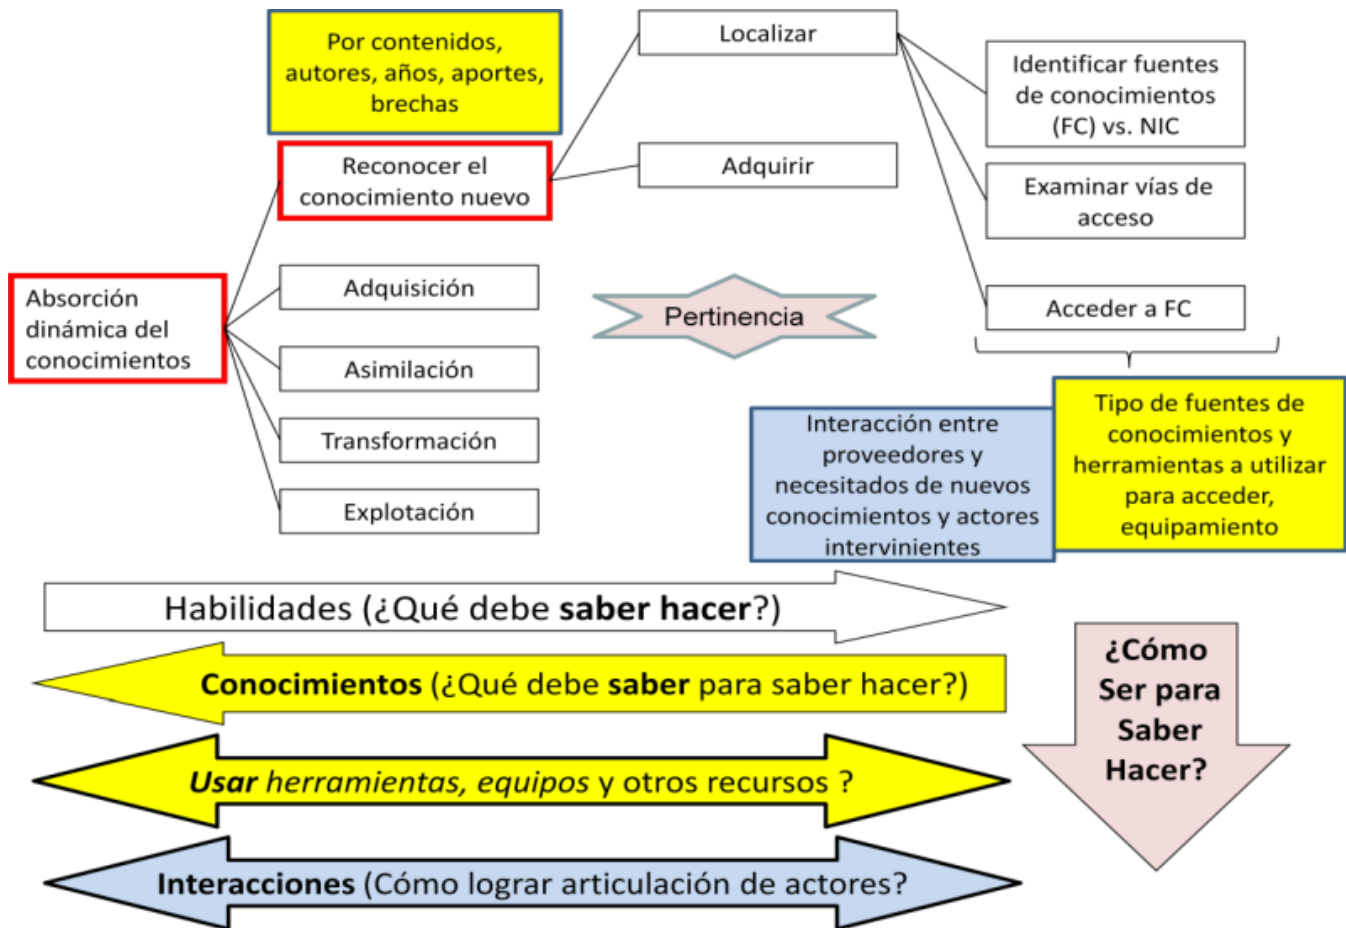 Por contenidos,
autores, años, aportes,
brechas
Localizar
Identificar fuentes
de conocimientos
(FC) vs. NIC
Reconocer el
conocimiento nuevo
Adquirir
Examinar vías de
acceso
Absorción
dinámica del
conocimientos
Adquisición
Pertinencia
Acceder a FC
Asimilación
Transformación
Explotación
Interacción entre
proveedores y
necesitados de nuevos
conocimientos y actores
intervinientes
Tipo de fuentes de
conocimientos y
herramientas a utilizar
para acceder,
equipamiento
Habilidades (¿Qué debe saber hacer?)
Conocimientos (¿Qué debe saber para saber hacer?)
Usar herramientas, equipos y otros recursos ?
Interacciones (Cómo lograr articulación de actores?
¿Cómo
Ser para
Saber
Hacer?